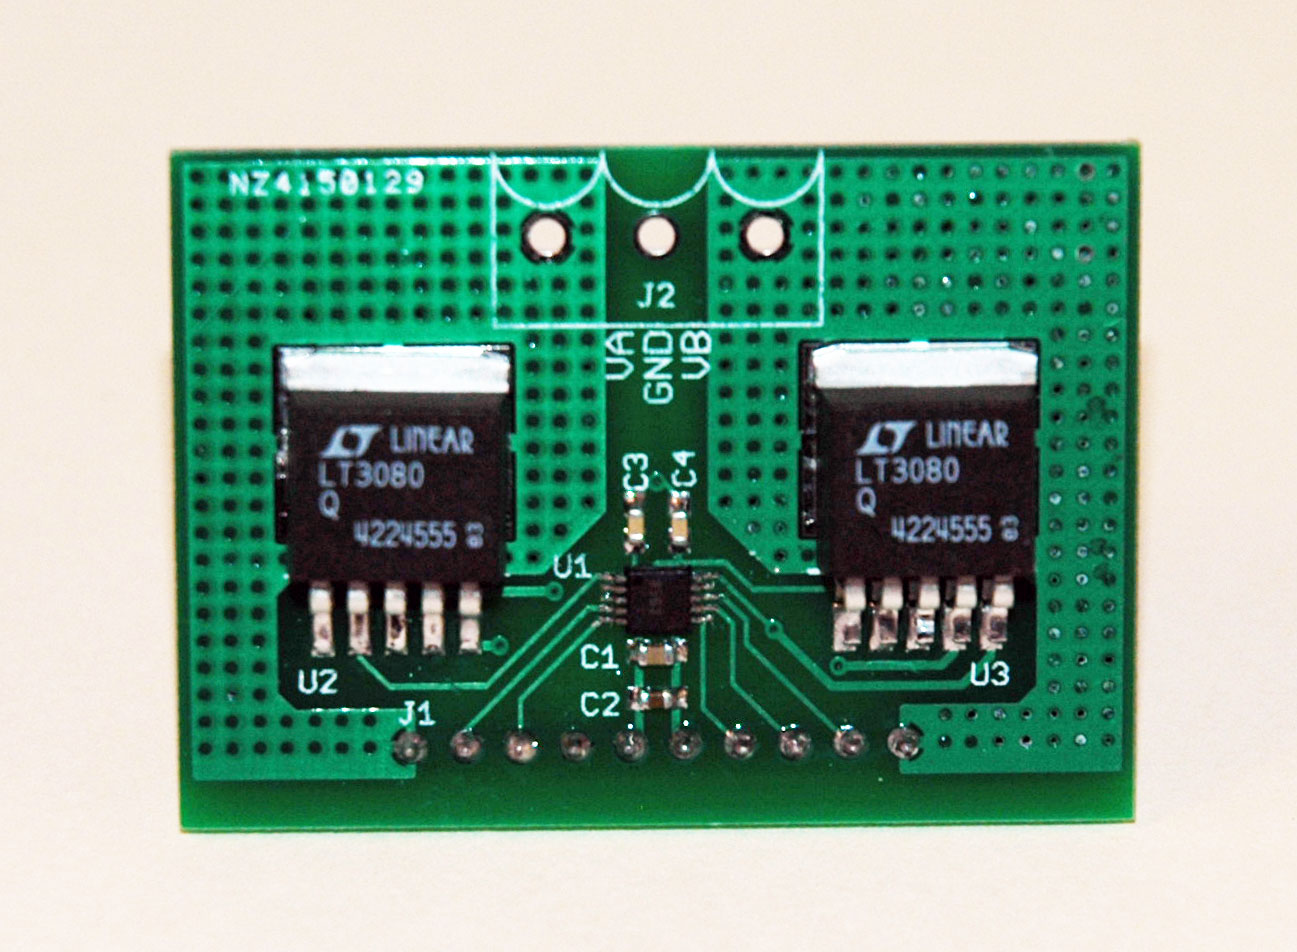 NZ4150129
J2
VA
GND
VB
LINEAR
LT3080
Q
4224555
LINEAR
LT3080
Q
4224555
C3
C4
U1
C1
U2
U3
C2
J1